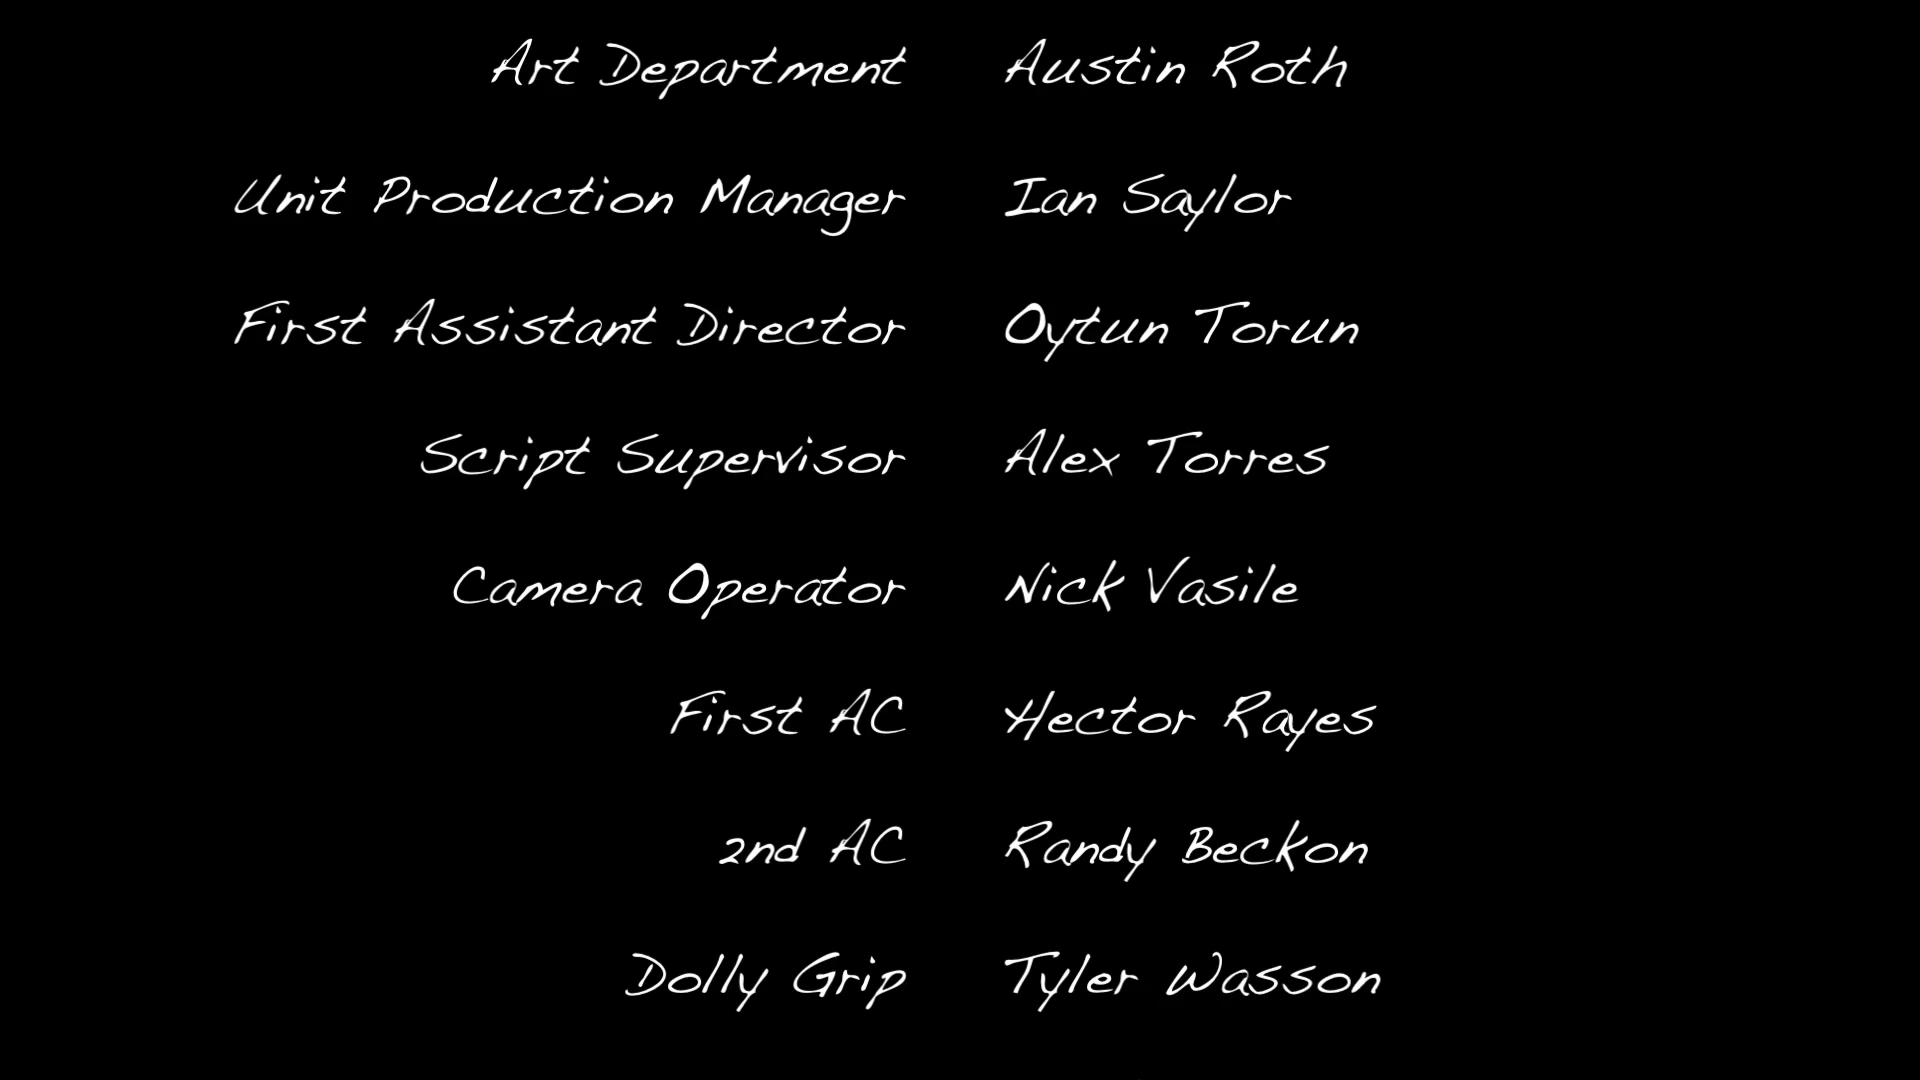 Art Department Austin Roth
Unit Production Manager Ian Saylor
First Assistant Director Oytun Torun
Script Supervisor Alex Torres
Camera Operator Nick Vasile
First AC Hector Rayes
2nd AC Randy Beckon
Dolly Grip Tyler Wasson